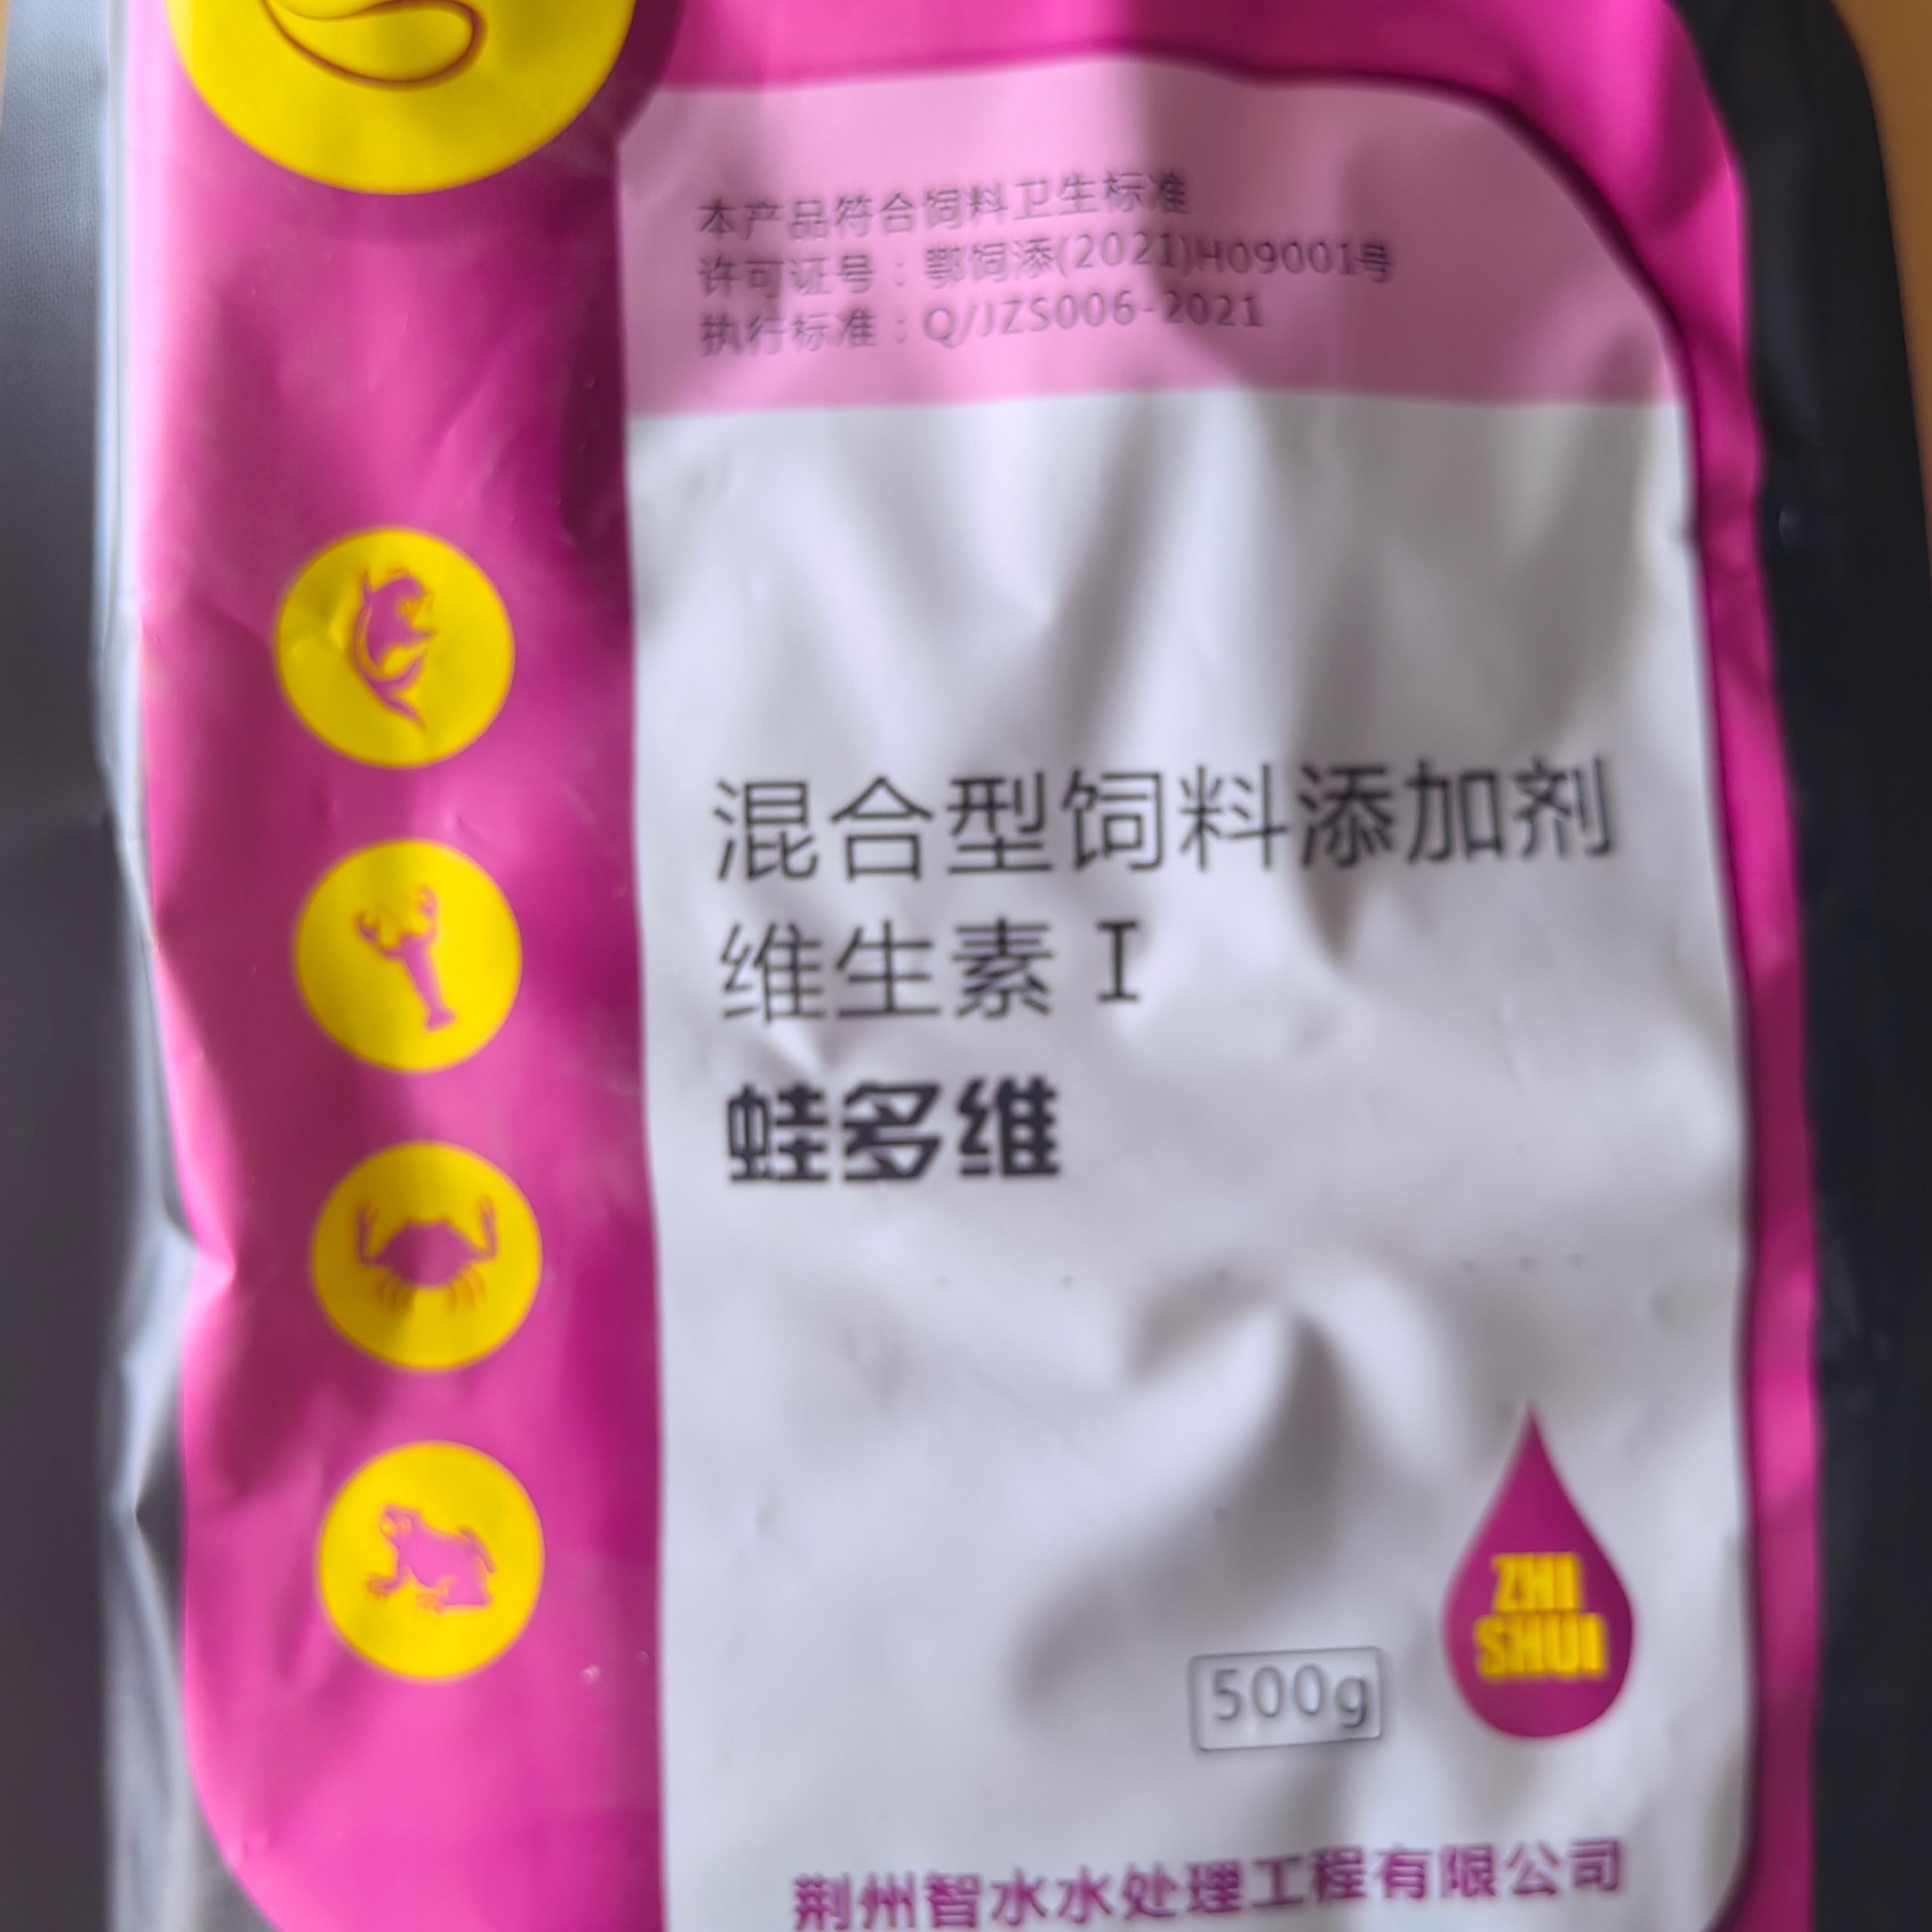 本产品符合饲料卫生标准
许可证号：鄂饲添(2021)H09001号
执行标准：Q/JZS006-2021
混合型饲料添加剂
维生素 I
蛙多维
ZHI
SHUI
500g
荆州智水水处理工程有限公司